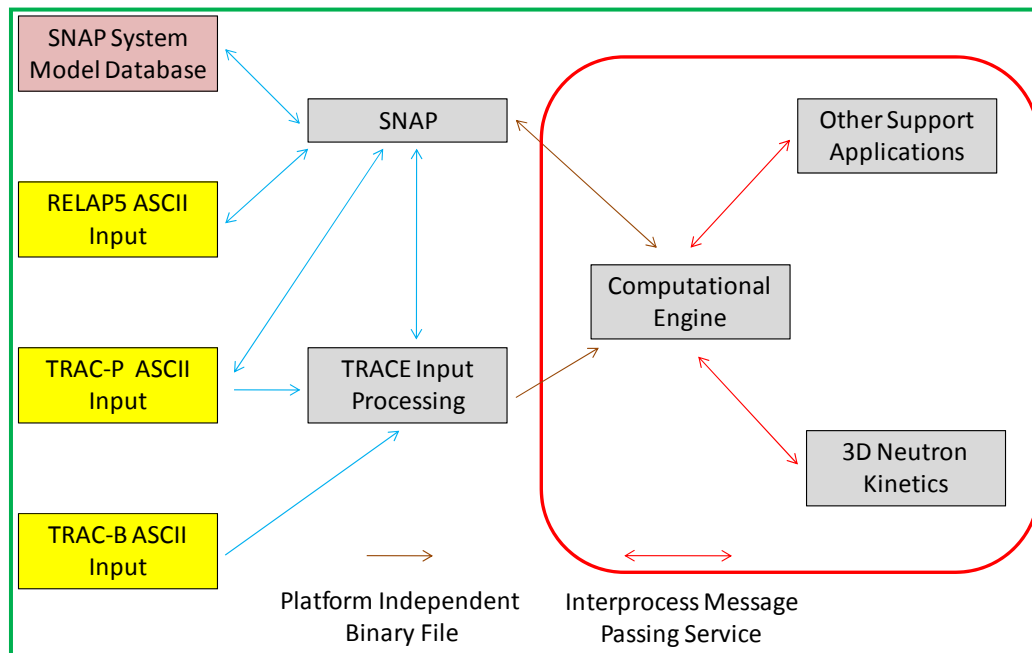 SNAP System
Model Database
SNAP
Other Support
Applications
RELAP5 ASCII
Input
Computational
Engine
TRAC-P ASCII
Input
TRACE Input
Processing
3D Neutron
Kinetics
TRAC-B ASCII
Input
Platform Independent
Binary File
Interprocess Message
Passing Service